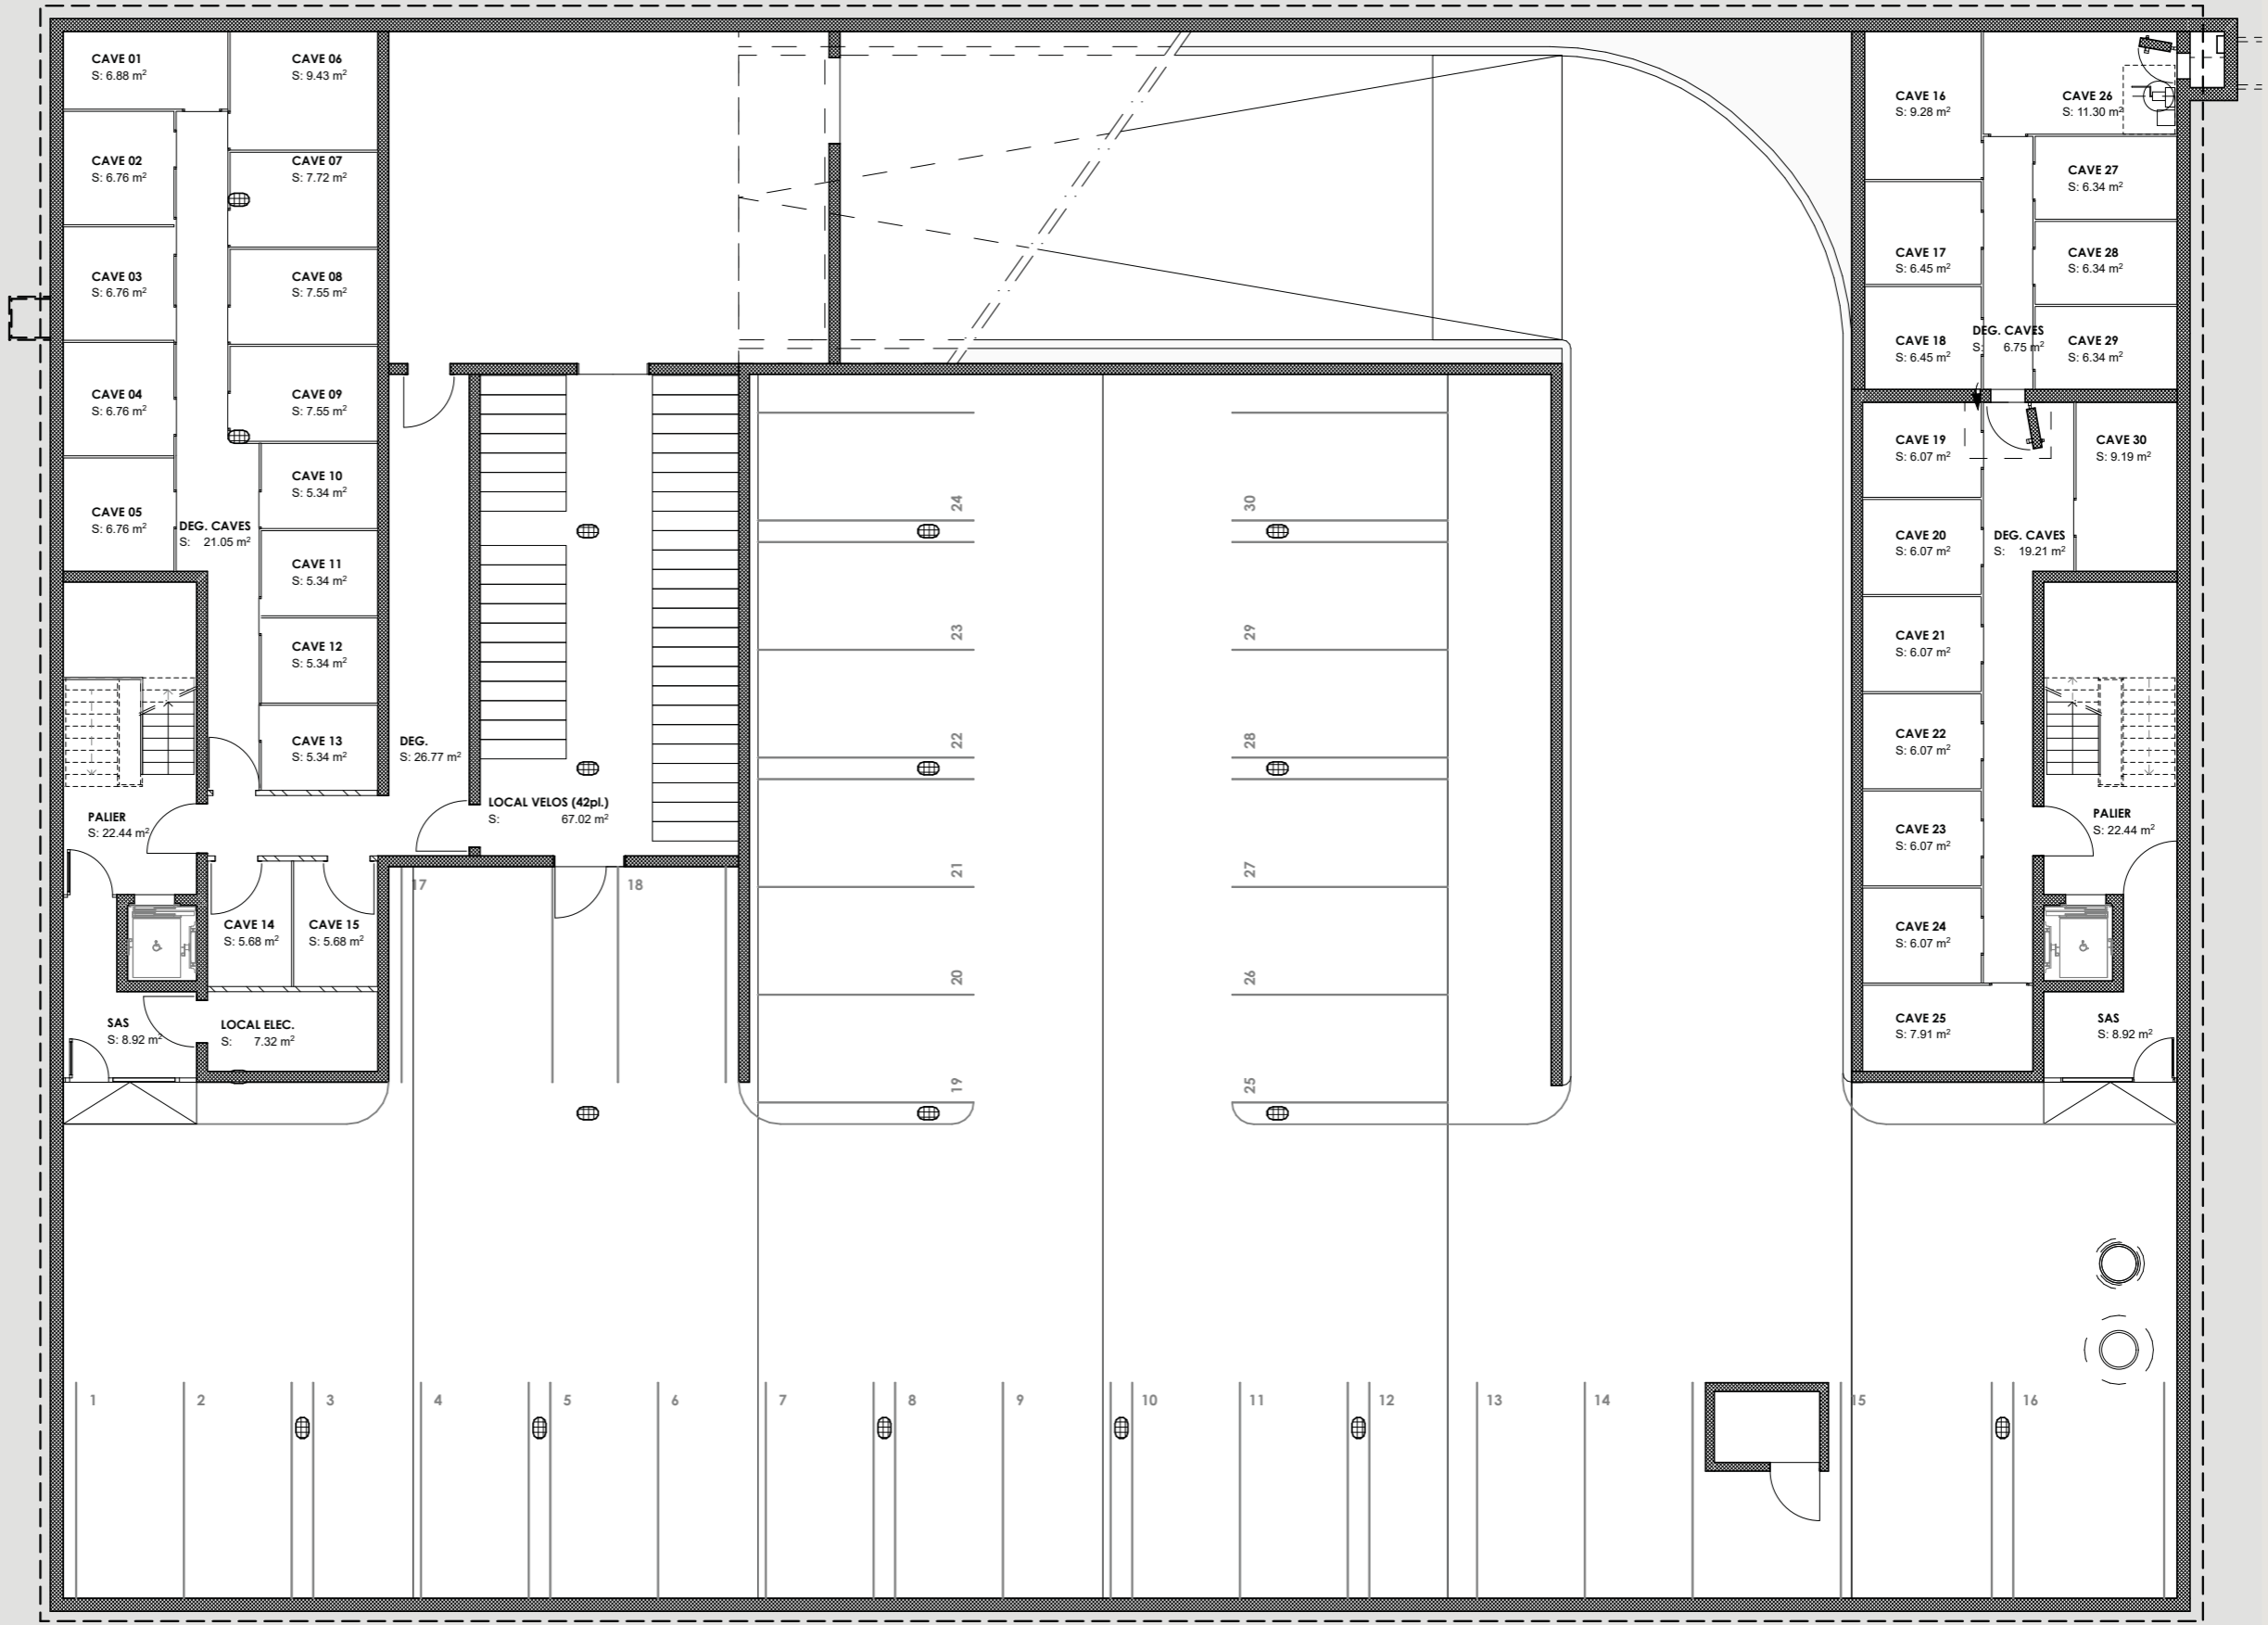 CAVE 01
S: 6.88 m²
CAVE 06
S: 9.43 m²
CAVE 02
S: 6.76 m²
CAVE 07
S: 7.72 m²
CAVE 03
S: 6.76 m²
CAVE 08
S: 7.55 m²
CAVE 04
S: 6.76 m²
CAVE 09
S: 7.55 m²
CAVE 05
S: 6.76 m²
DEG. CAVES
S: 21.05 m²
CAVE 10
S: 5.34 m²
CAVE 11
S: 5.34 m²
CAVE 12
S: 5.34 m²
CAVE 13
S: 5.34 m²
DEG.
S: 26.77 m²
LOCAL VELOS (42pl.)
S: 67.02 m²
PALIER
S: 22.44 m²
CAVE 14
S: 5.68 m²
CAVE 15
S: 5.68 m²
SAS
S: 8.92 m²
LOCAL ELEC.
S: 7.32 m²
17
18
24
23
22
21
20
19
30
29
28
27
26
25
CAVE 16
S: 9.28 m²
CAVE 26
S: 11.30 m²
CAVE 27
S: 6.34 m²
CAVE 17
S: 6.45 m²
CAVE 28
S: 6.34 m²
CAVE 18
S: 6.45 m²
DEG. CAVES
S: 6.75 m²
CAVE 29
S: 6.34 m²
CAVE 19
S: 6.07 m²
CAVE 30
S: 9.19 m²
CAVE 20
S: 6.07 m²
DEG. CAVES
S: 19.21 m²
CAVE 21
S: 6.07 m²
CAVE 22
S: 6.07 m²
CAVE 23
S: 6.07 m²
PALIER
S: 22.44 m²
CAVE 24
S: 6.07 m²
CAVE 25
S: 7.91 m²
SAS
S: 8.92 m²
1
2
3
4
5
6
7
8
9
10
11
12
13
14
15
16